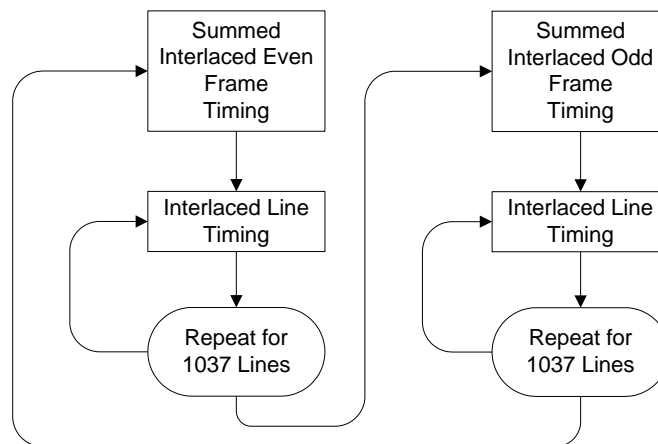 Summed
Interlaced Even
Frame
Timing
Interlaced Line
Timing
Repeat for
1037 Lines
Summed
Interlaced Odd
Frame
Timing
Interlaced Line
Timing
Repeat for
1037 Lines